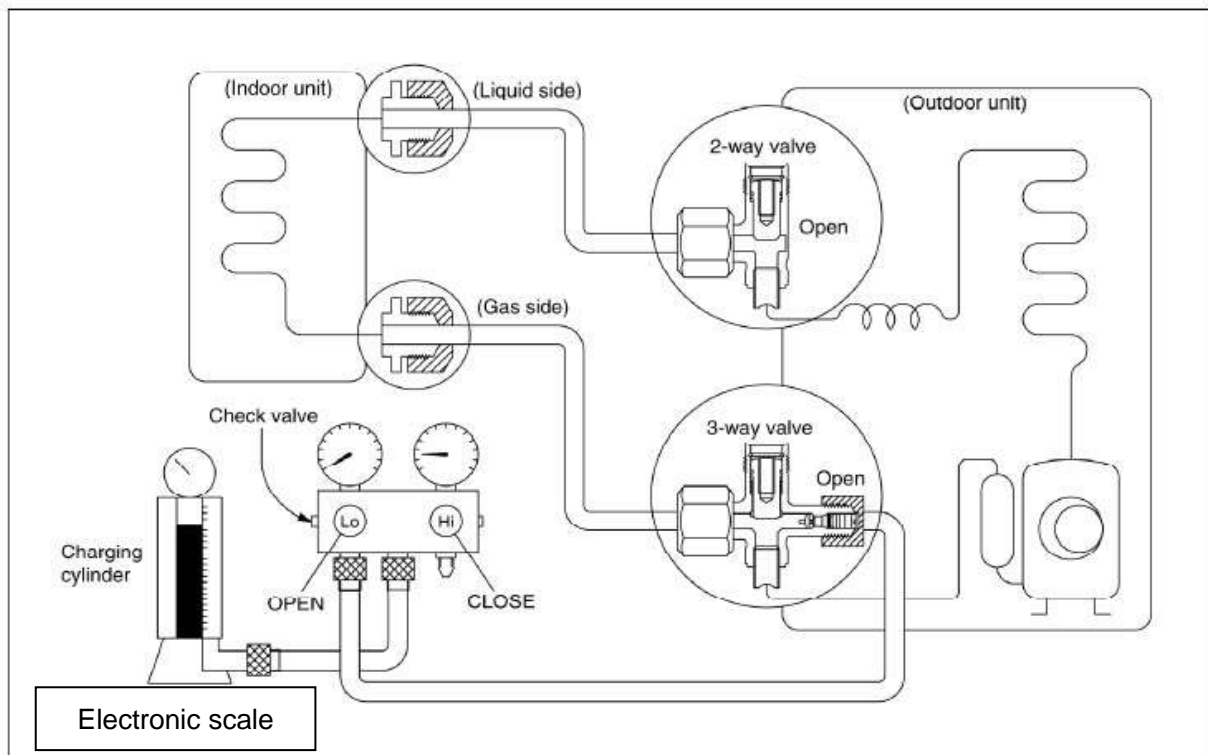 (Indoor unit)
(Liquid side)
(Outdoor unit)
2-way valve
Open
(Gas side)
Check valve
3-way valve
Open
Lo
Hi
Charging
cylinder
OPEN
CLOSE
Electronic scale